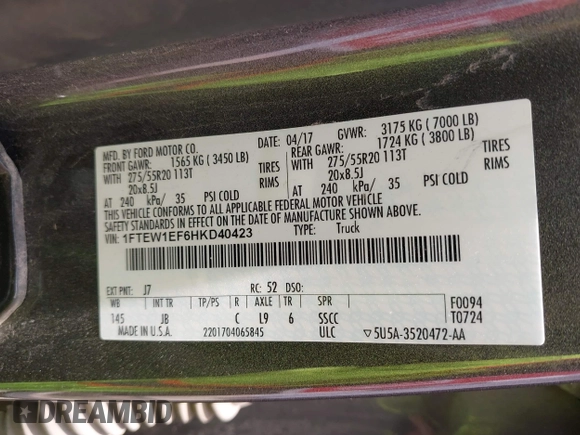 MFD. BY FORD MOTOR CO.
DATE: 04/17 GVWR: 3175 KG ( 7000 LB)
FRONT GAWR: 1565 KG ( 3450 LB) REAR GAWR: 1724 KG ( 3800 LB)
WITH 275/55R20 113T TIRES WITH 275/55R20 113T TIRES
20x8.5J RIMS 20x8.5J RIMS
AT 240 kPa/ 35 PSI COLD AT 240 kPa/ 35 PSI COLD
THIS VEHICLE CONFORMS TO ALL APPLICABLE FEDERAL MOTOR VEHICLE
SAFETY STANDARDS IN EFFECT ON THE DATE OF MANUFACTURE SHOWN ABOVE.
VIN: 1FTEW1EF6HKD40423 TYPE: Truck
EXT PNT: J7 RC: 52 DSO:
WB INT TR TP/PS R AXLE TR SPR F0094
145 JB C L9 6 SSCC T0724
MADE IN U.S.A. 2201704065845 ULC ▽5U5A-3520472-AA
DREAMBID